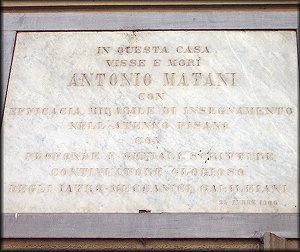 IN QUESTA CASA
VISSE E MORÌ
ANTONIO MATANI
CON
EFFICACIA MIRABILE DI INSEGNAMENTO
NELL'ATENEO PISANO
CON
PROFONDE E GENIALI SCRITTURE
CONTINUATORE GLORIOSO
DEGLI IATRO-MECCANICI GALILEIANI